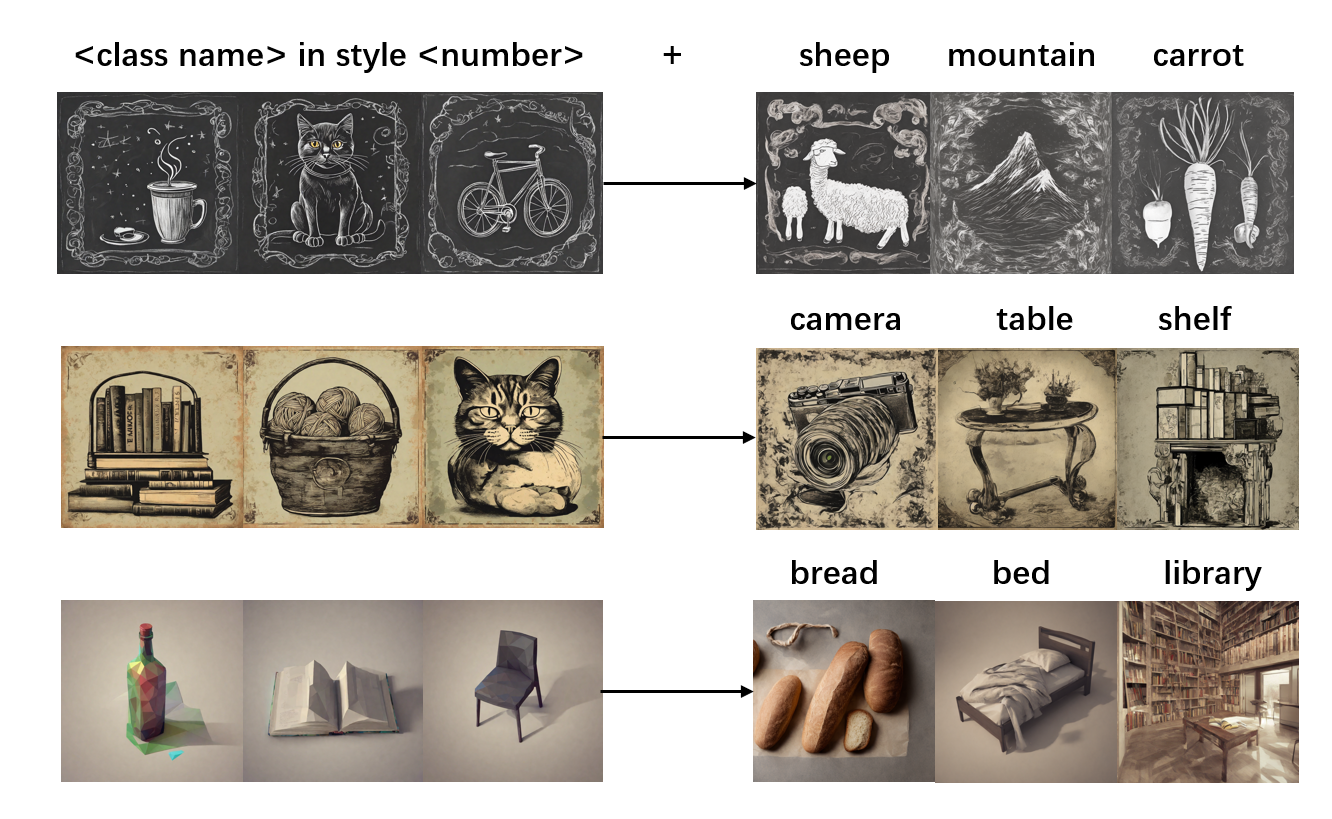 <class name> in style <number> + sheep mountain carrot
camera table shelf
bread bed library